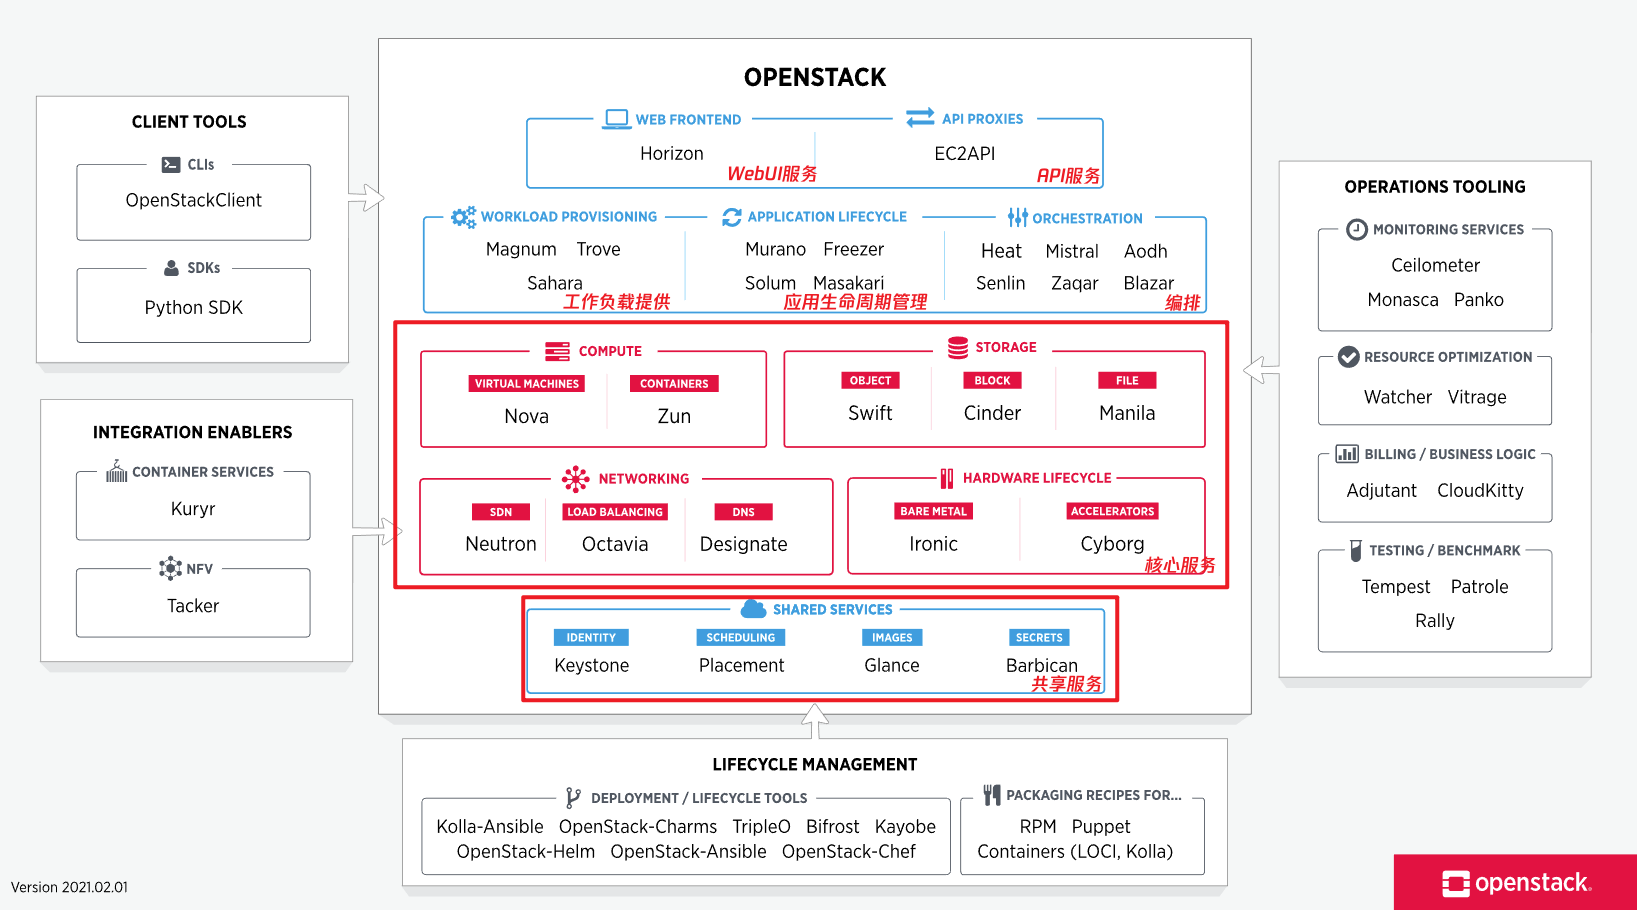 OPENSTACK
WEB FRONTEND
API PROXIES
Horizon
EC2API
WebUI服务
API服务
WORKLOAD PROVISIONING
APPLICATION LIFECYCLE
ORCHESTRATION
Magnum Trove
Sahara
工作负载提供
Murano Freezer
Solum Masakari
应用生命周期管理
Heat Mistral Aodh
Senlin Zaqar Blazar
编排
COMPUTE
VIRTUAL MACHINES
CONTAINERS
Nova
Zun
STORAGE
OBJECT
BLOCK
FILE
Swift
Cinder
Manila
NETWORKING
SDN
LOAD BALANCING
DNS
Neutron
Octavia
Designate
HARDWARE LIFECYCLE
BARE METAL
ACCELERATORS
Ironic
Cyborg
核心服务
SHARED SERVICES
IDENTITY
SCHEDULING
IMAGES
SECRETS
Keystone
Placement
Glance
Barbican
共享服务
CLIENT TOOLS
CLIs
OpenStackClient
SDKs
Python SDK
INTEGRATION ENABLERS
CONTAINER SERVICES
Kuryr
NFV
Tacker
OPERATIONS TOOLING
MONITORING SERVICES
Ceilometer
Monasca Panko
RESOURCE OPTIMIZATION
Watcher Vitrage
BILLING / BUSINESS LOGIC
Adjutant CloudKitty
TESTING / BENCHMARK
Tempest Patrole
Rally
LIFECYCLE MANAGEMENT
DEPLOYMENT / LIFECYCLE TOOLS
Kolla-Ansible OpenStack-Charms TripleO Bifrost Kayobe
OpenStack-Helm OpenStack-Ansible OpenStack-Chef
PACKAGING RECIPES FOR...
RPM Puppet
Containers (LOCI, Kolla)
Version 2021.02.01
openstack.